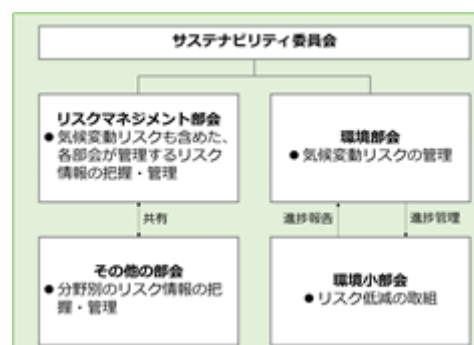 サステナビリティ委員会
リスクマネジメント部会
●気候変動リスクも含めた、
各部会が管理するリスク
情報の把握・管理
環境部会
●気候変動リスクの管理
共有
進捗報告
進捗管理
その他の部会
●分野別のリスク情報の把
握・管理
環境小部会
●リスク低減の取組